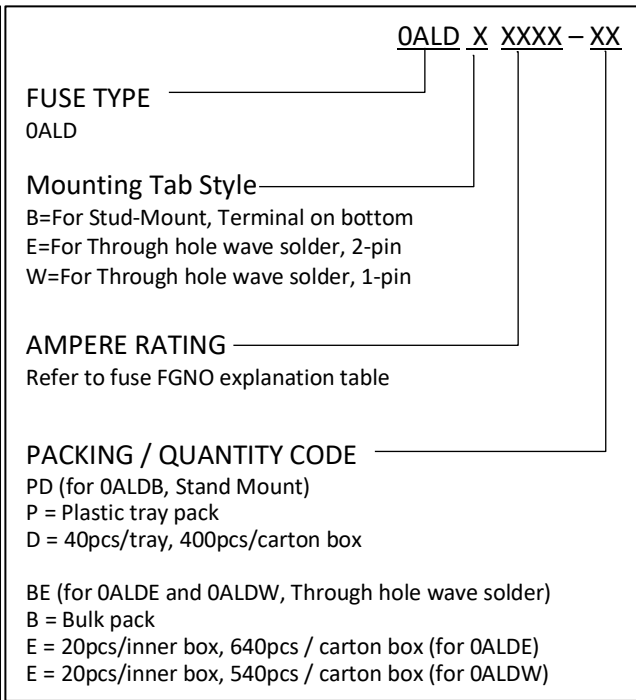 0ALD X XXXX – XX
FUSE TYPE
0ALD
Mounting Tab Style
B=For Stud-Mount, Terminal on bottom
E=For Through hole wave solder, 2-pin
W=For Through hole wave solder, 1-pin
AMPERE RATING
Refer to fuse FGNO explanation table
PACKING / QUANTITY CODE
PD (for 0ALDB, Stand Mount)
P = Plastic tray pack
D = 40pcs/tray, 400pcs/carton box
BE (for 0ALDE and 0ALDW, Through hole wave solder)
B = Bulk pack
E = 20pcs/inner box, 640pcs / carton box (for 0ALDE)
E = 20pcs/inner box, 540pcs / carton box (for 0ALDW)